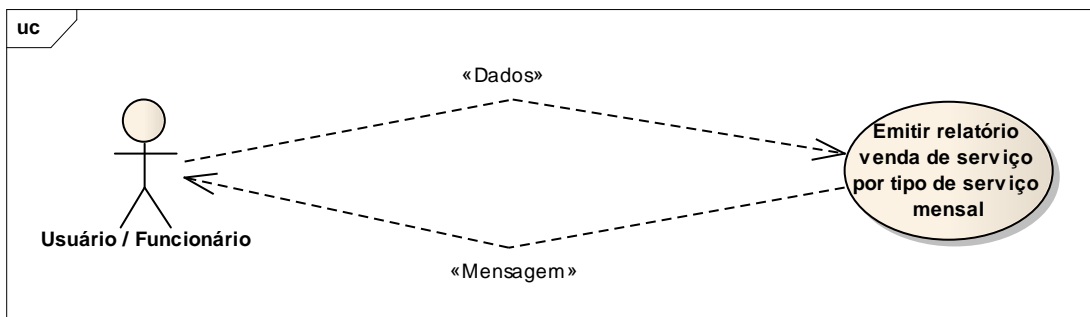 uc
«Dados»
Emitir relatório
venda de serviço
por tipo de serviço
mensal
Usuário / Funcionário
«Mensagem»